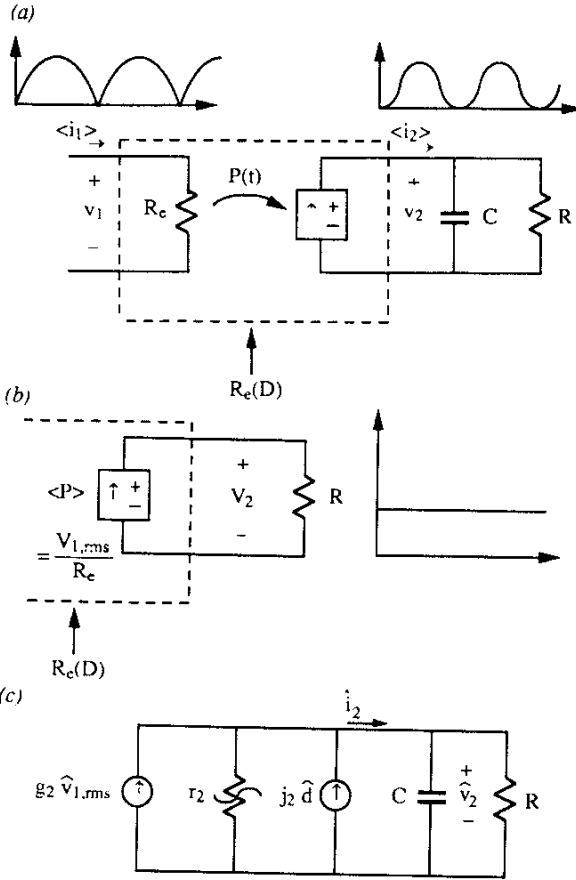 (a)
<i₁>
<i₂>
P(t)
+ v₁ −
Rₑ
+ −
+ v₂ −
C
R
Rₑ(D)
(b)
<P>
+ −
+ V₂ −
R
= V₁,rms / Rₑ
Rₑ(D)
(c)
î₂
g₂ v̂₁,rms
r₂
j₂ d̂
C
+ v̂₂ −
R